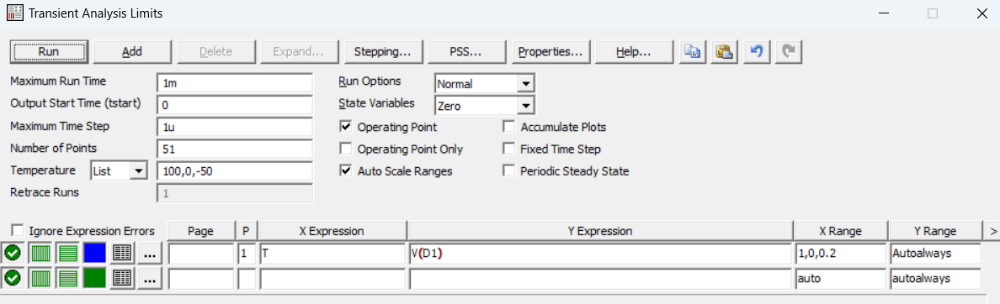 Transient Analysis Limits
Run Add Delete Expand... Stepping... PSS... Properties... Help...
Maximum Run Time 1m Run Options Normal
Output Start Time (tstart) 0 State Variables Zero
Maximum Time Step 1u Operating Point Accumulate Plots
Number of Points 51 Operating Point Only Fixed Time Step
Temperature List 100,0,-50 Auto Scale Ranges Periodic Steady State
Retrace Runs 1
Ignore Expression Errors Page P X Expression Y Expression X Range Y Range >
... 1 T V(D1) 1,0,0.2 Autoalways
... auto autoalways